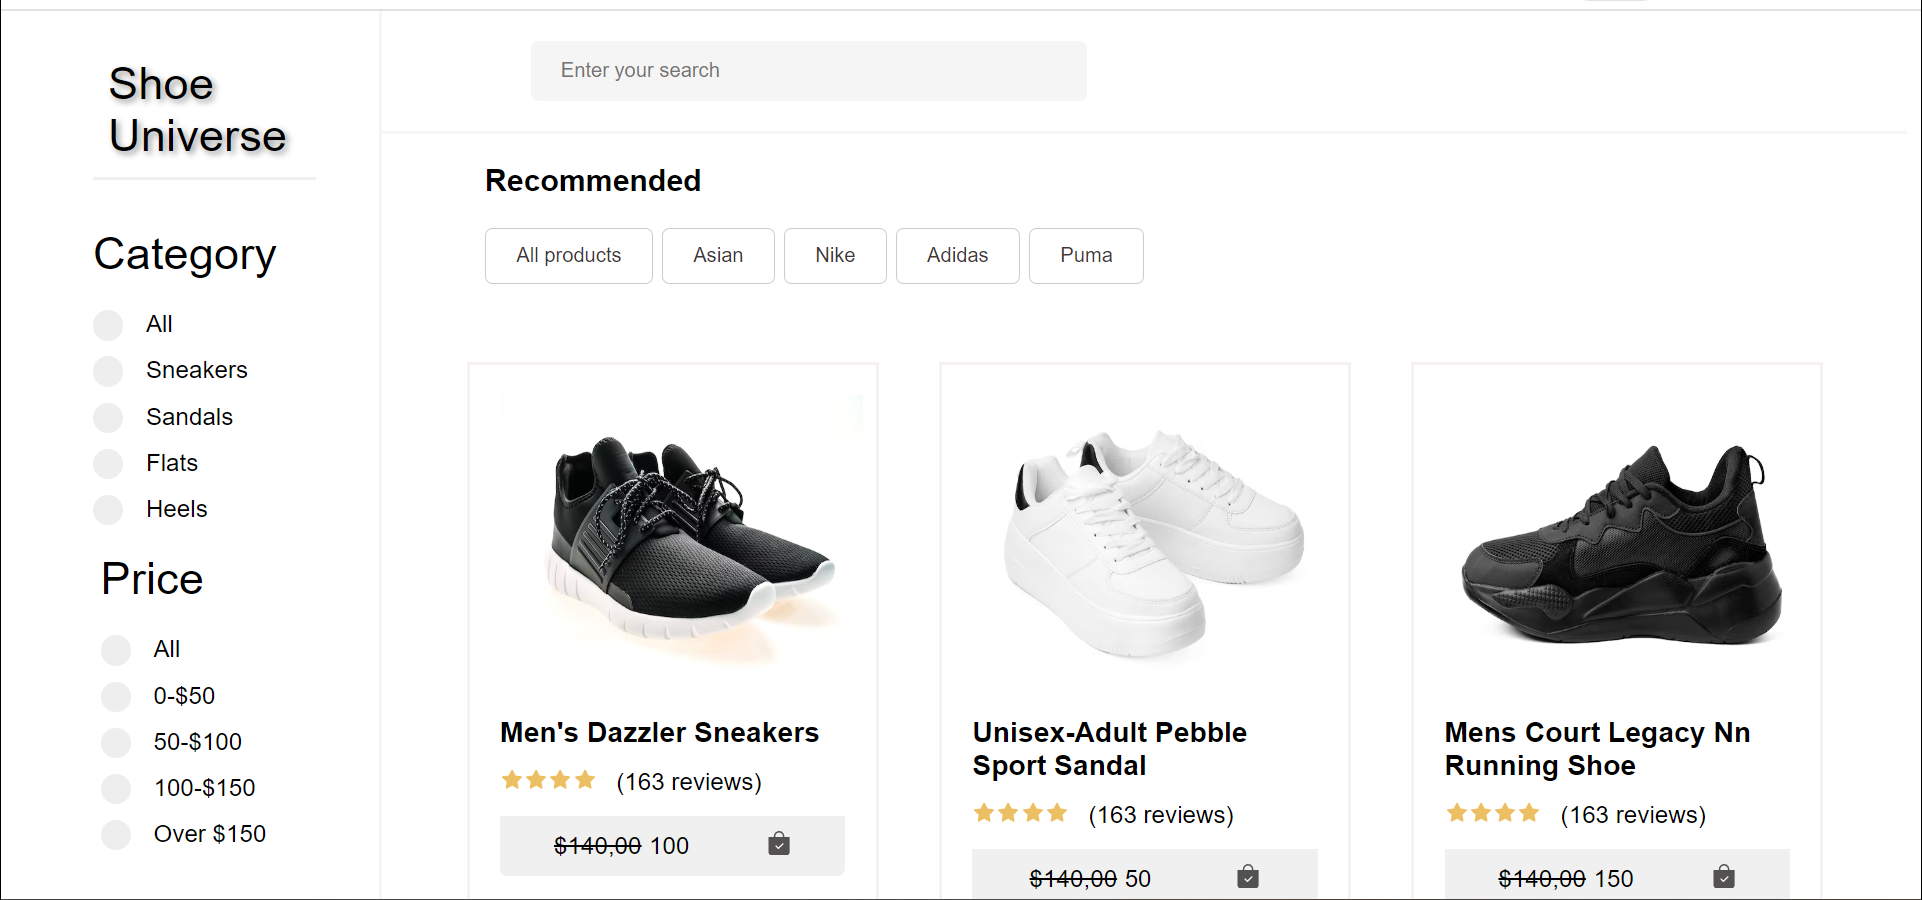 Shoe
Universe
Category
All
Sneakers
Sandals
Flats
Heels
Price
All
0-$50
50-$100
100-$150
Over $150
Enter your search
Recommended
All products Asian Nike Adidas Puma
Men's Dazzler Sneakers
(163 reviews)
$140,00 100
Unisex-Adult Pebble
Sport Sandal
(163 reviews)
$140,00 50
Mens Court Legacy Nn
Running Shoe
(163 reviews)
$140,00 150